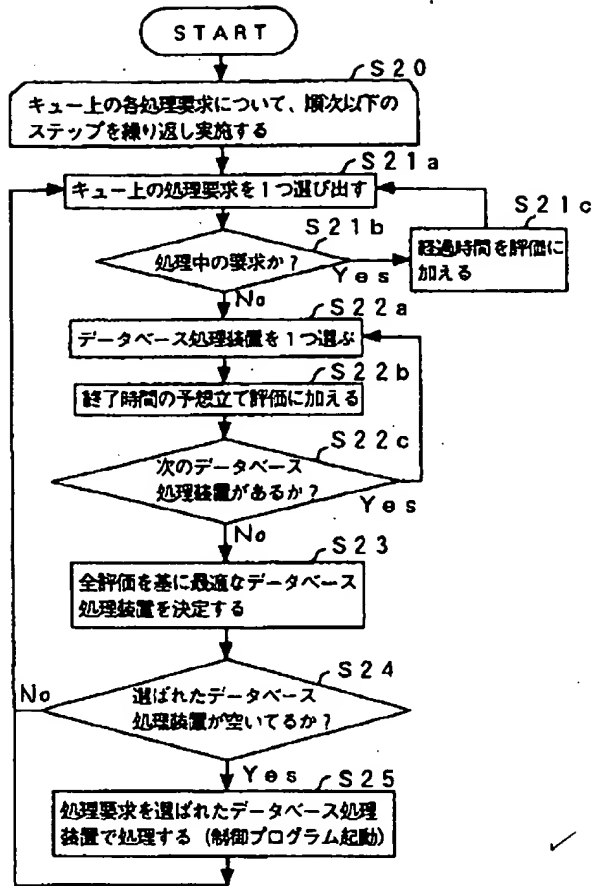 START
S20
キュー上の各処理要求について、順次以下の
ステップを繰り返し実施する
S21a
キュー上の処理要求を1つ選び出す
S21c
経過時間を評価に
加える
S21b
処理中の要求か?
Yes
No
S22a
データベース処理装置を1つ選ぶ
S22b
終了時間の予想立て評価に加える
S22c
次のデータベース
処理装置があるか?
Yes
No
S23
全評価を基に最適なデータベース
処理装置を決定する
S24
No
選ばれたデータベース
処理装置が空いてるか?
Yes
S25
処理要求を選ばれたデータベース処理
装置で処理する(制御プログラム起動)